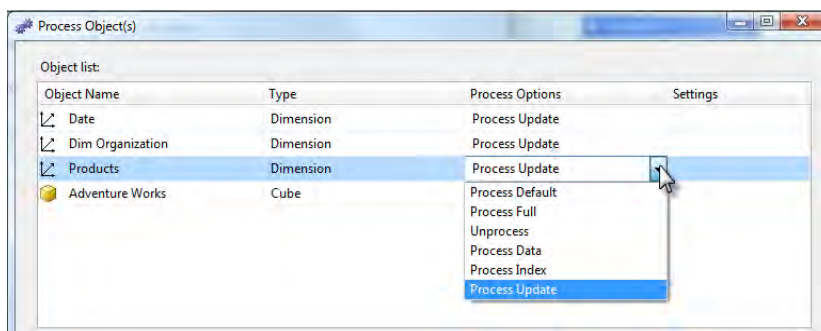 Process Object(s)
Object list:
Object Name Type Process Options Settings
Date Dimension Process Update
Dim Organization Dimension Process Update
Products Dimension Process Update
Adventure Works Cube
Process Default
Process Full
Unprocess
Process Data
Process Index
Process Update